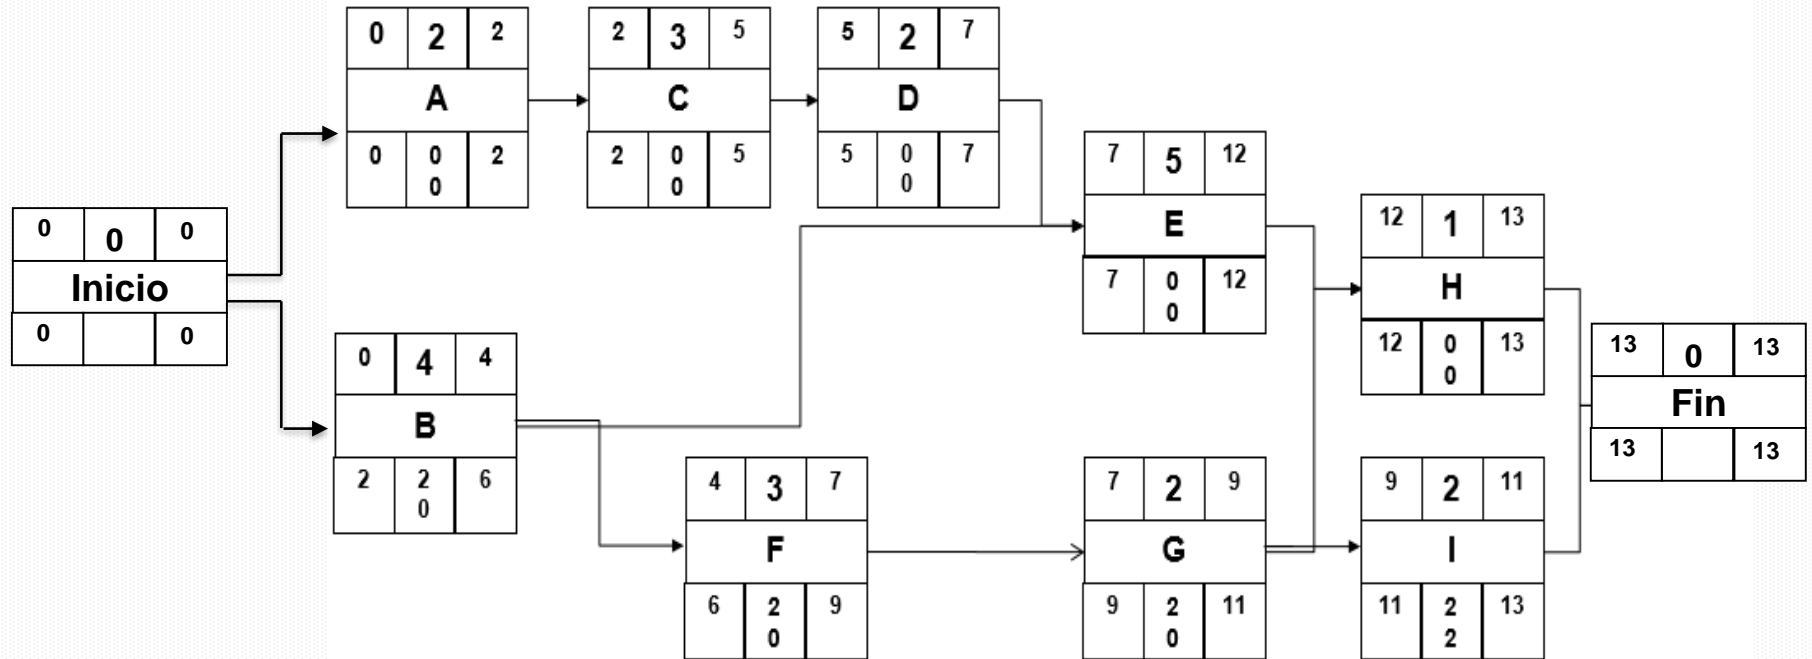 0 2 2
A
0 0 2
0
2 3 5
C
2 0 5
0
5 2 7
D
5 0 7
0
0 0 0
Inicio
0 0
0 4 4
B
2 2 6
0
7 5 12
E
7 0 12
0
12 1 13
H
12 0 13
0
4 3 7
F
6 2 9
0
7 2 9
G
9 2 11
0
9 2 11
I
11 2 13
2
13 0 13
Fin
13 13